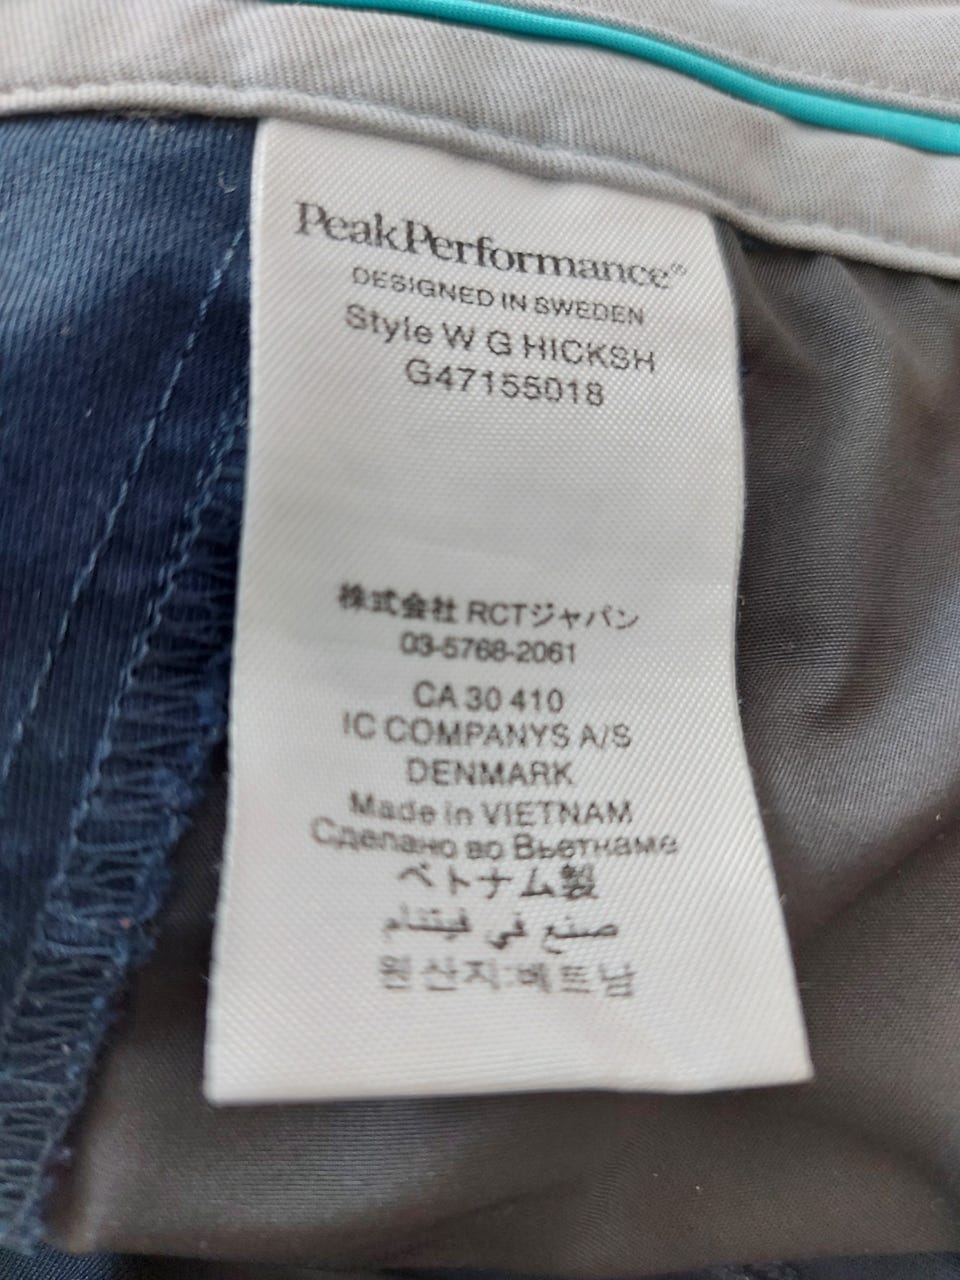 PeakPerformance®
DESIGNED IN SWEDEN
Style W G HICKSH
G47155018
株式会社 RCTジャパン
03-5768-2061
CA 30 410
IC COMPANYS A/S
DENMARK
Made in VIETNAM
Сделано во Вьетнаме
ベトナム製
صنع في فيتنام
원산지:베트남